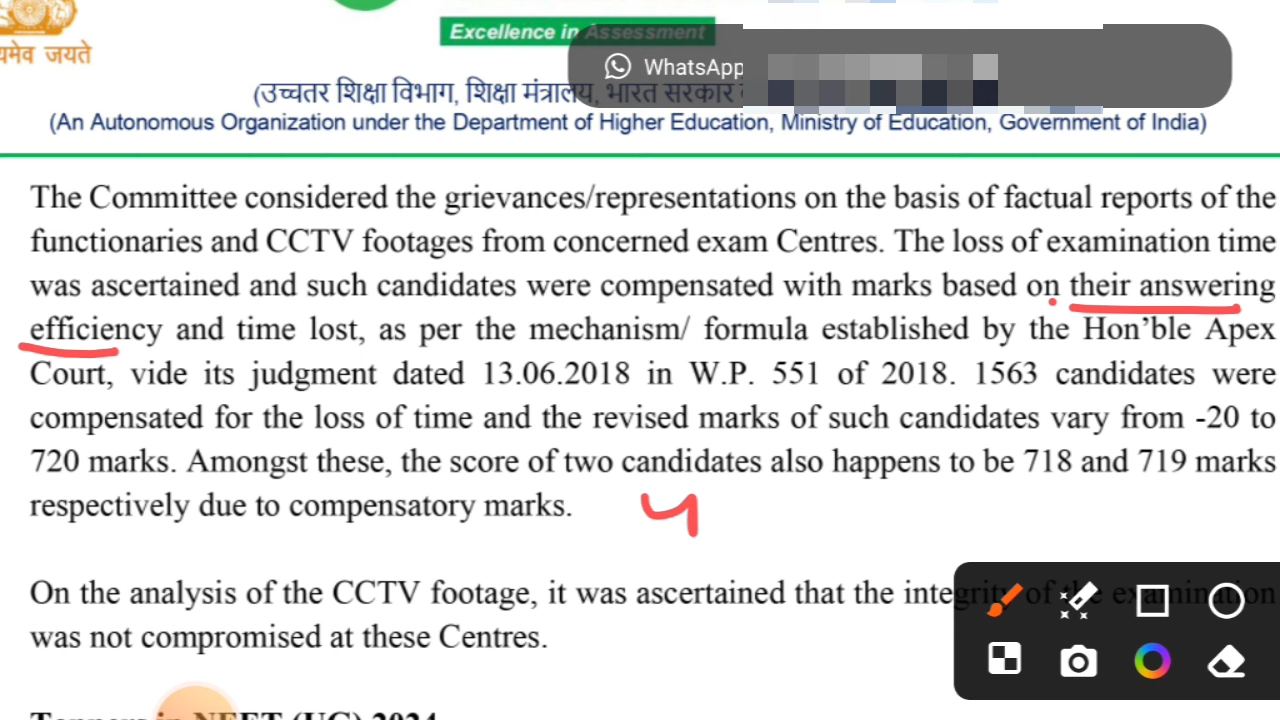 यमेव जयते
Excellence in Assessment
WhatsApp
(उच्चतर शिक्षा विभाग, शिक्षा मंत्रालय, भारत सरकार
(An Autonomous Organization under the Department of Higher Education, Ministry of Education, Government of India)
The Committee considered the grievances/representations on the basis of factual reports of the
functionaries and CCTV footages from concerned exam Centres. The loss of examination time
was ascertained and such candidates were compensated with marks based on their answering
efficiency and time lost, as per the mechanism/ formula established by the Hon’ble Apex
Court, vide its judgment dated 13.06.2018 in W.P. 551 of 2018. 1563 candidates were
compensated for the loss of time and the revised marks of such candidates vary from -20 to
720 marks. Amongst these, the score of two candidates also happens to be 718 and 719 marks
respectively due to compensatory marks.
On the analysis of the CCTV footage, it was ascertained that the integrity of the examination
was not compromised at these Centres.
Toppers in NEET (UG) 2024